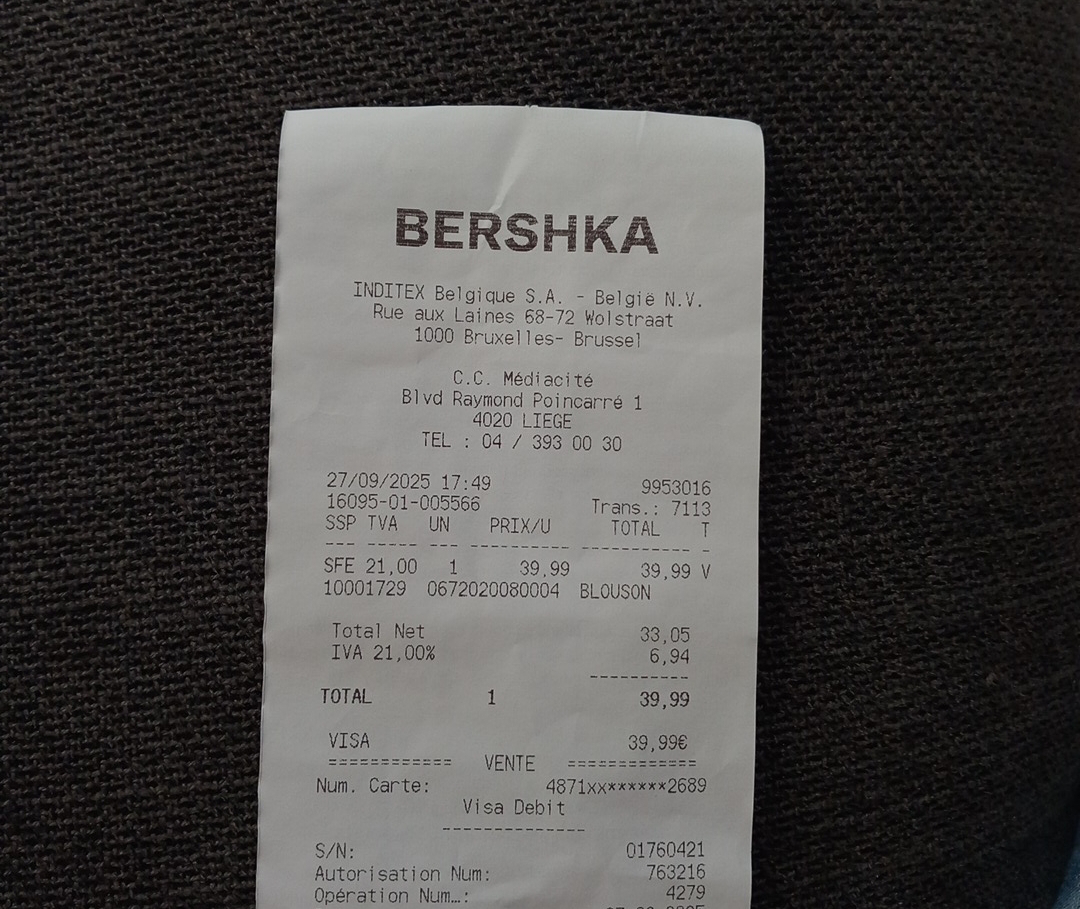 BERSHKA
INDITEX Belgique S.A. - België N.V.
Rue aux Laines 68-72 Wolstraat
1000 Bruxelles- Brussel
C.C. Médiacité
Blvd Raymond Poincarré 1
4020 LIEGE
TEL : 04 / 393 00 30
27/09/2025 17:49 9953016
16095-01-005566 Trans.: 7113
SSP TVA UN PRIX/U TOTAL T
--- ----- --- ---------- ----------- -
SFE 21,00 1 39,99 39,99 V
10001729 0672020080004 BLOUSON
Total Net 33,05
IVA 21,00% 6,94
----------
TOTAL 1 39,99
VISA 39,99€
============ VENTE =============
Num. Carte: 4871xx******2689
Visa Debit
--------------
S/N: 01760421
Autorisation Num: 763216
Opération Num…: 4279